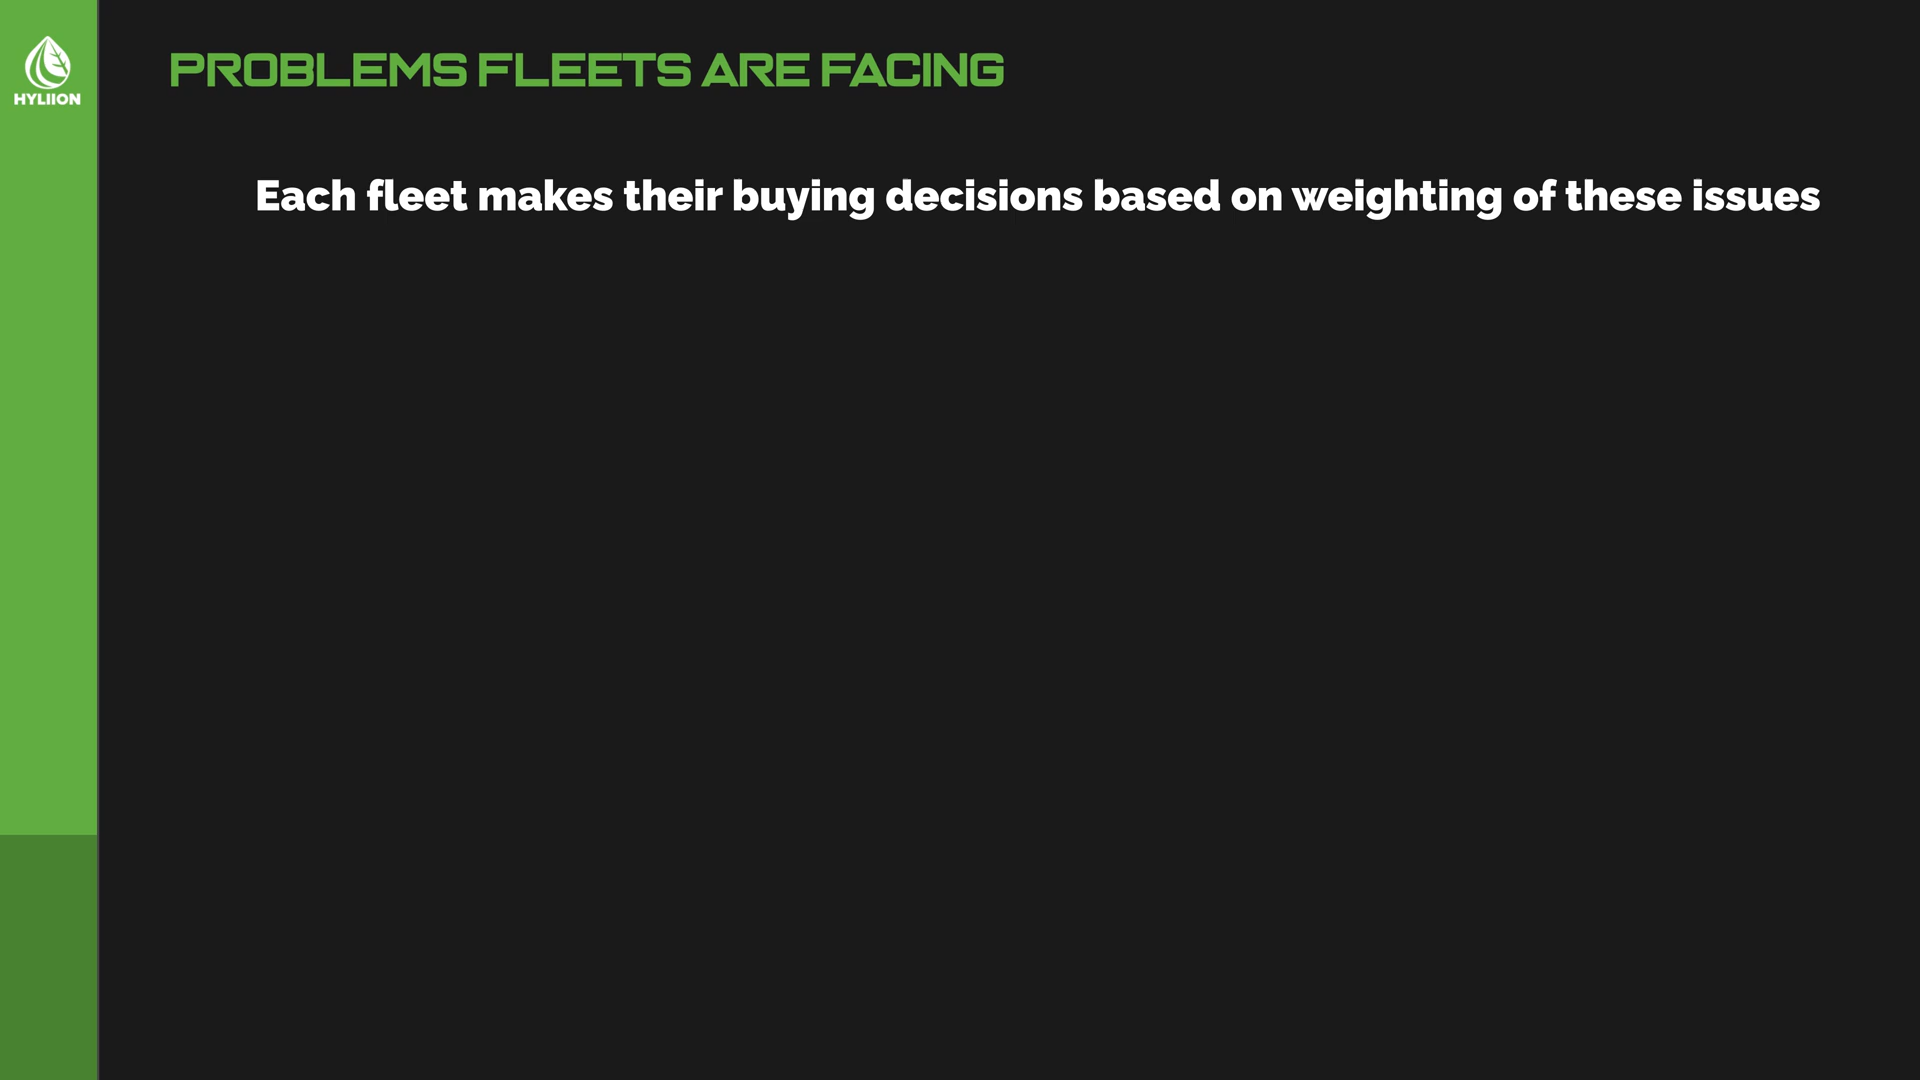 HYLIION
PROBLEMS FLEETS ARE FACING
Each fleet makes their buying decisions based on weighting of these issues